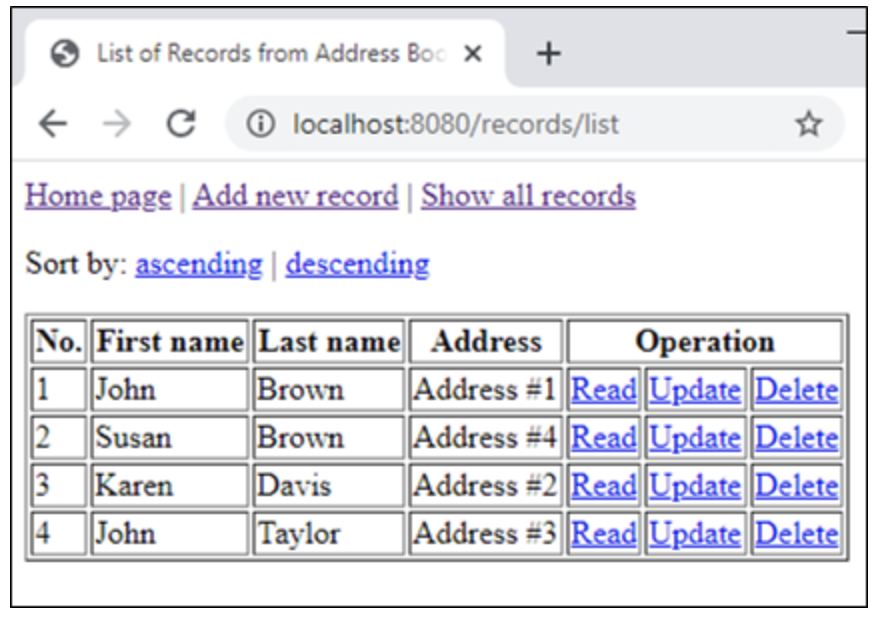 List of Records from Address Boo
localhost:8080/records/list
Home page | Add new record | Show all records
Sort by: ascending | descending
No. First name Last name Address Operation
1 John Brown Address #1 Read Update Delete
2 Susan Brown Address #4 Read Update Delete
3 Karen Davis Address #2 Read Update Delete
4 John Taylor Address #3 Read Update Delete